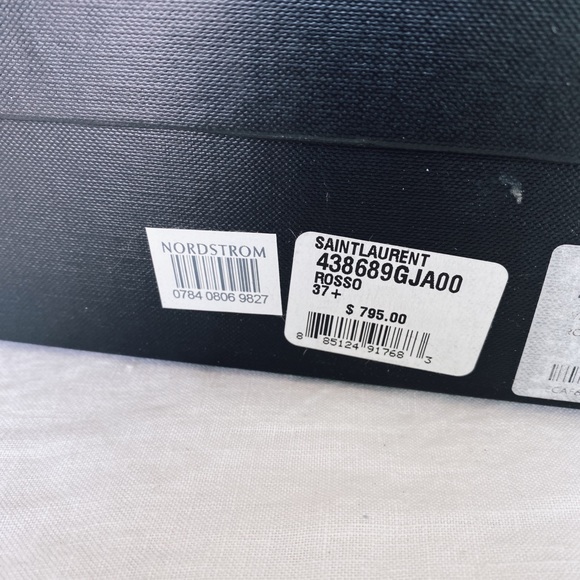 NORDSTROM
0784 0806 9827
SAINTLAURENT
438689GJA00
ROSSO
37+
$ 795.00
8 85124 91768 3